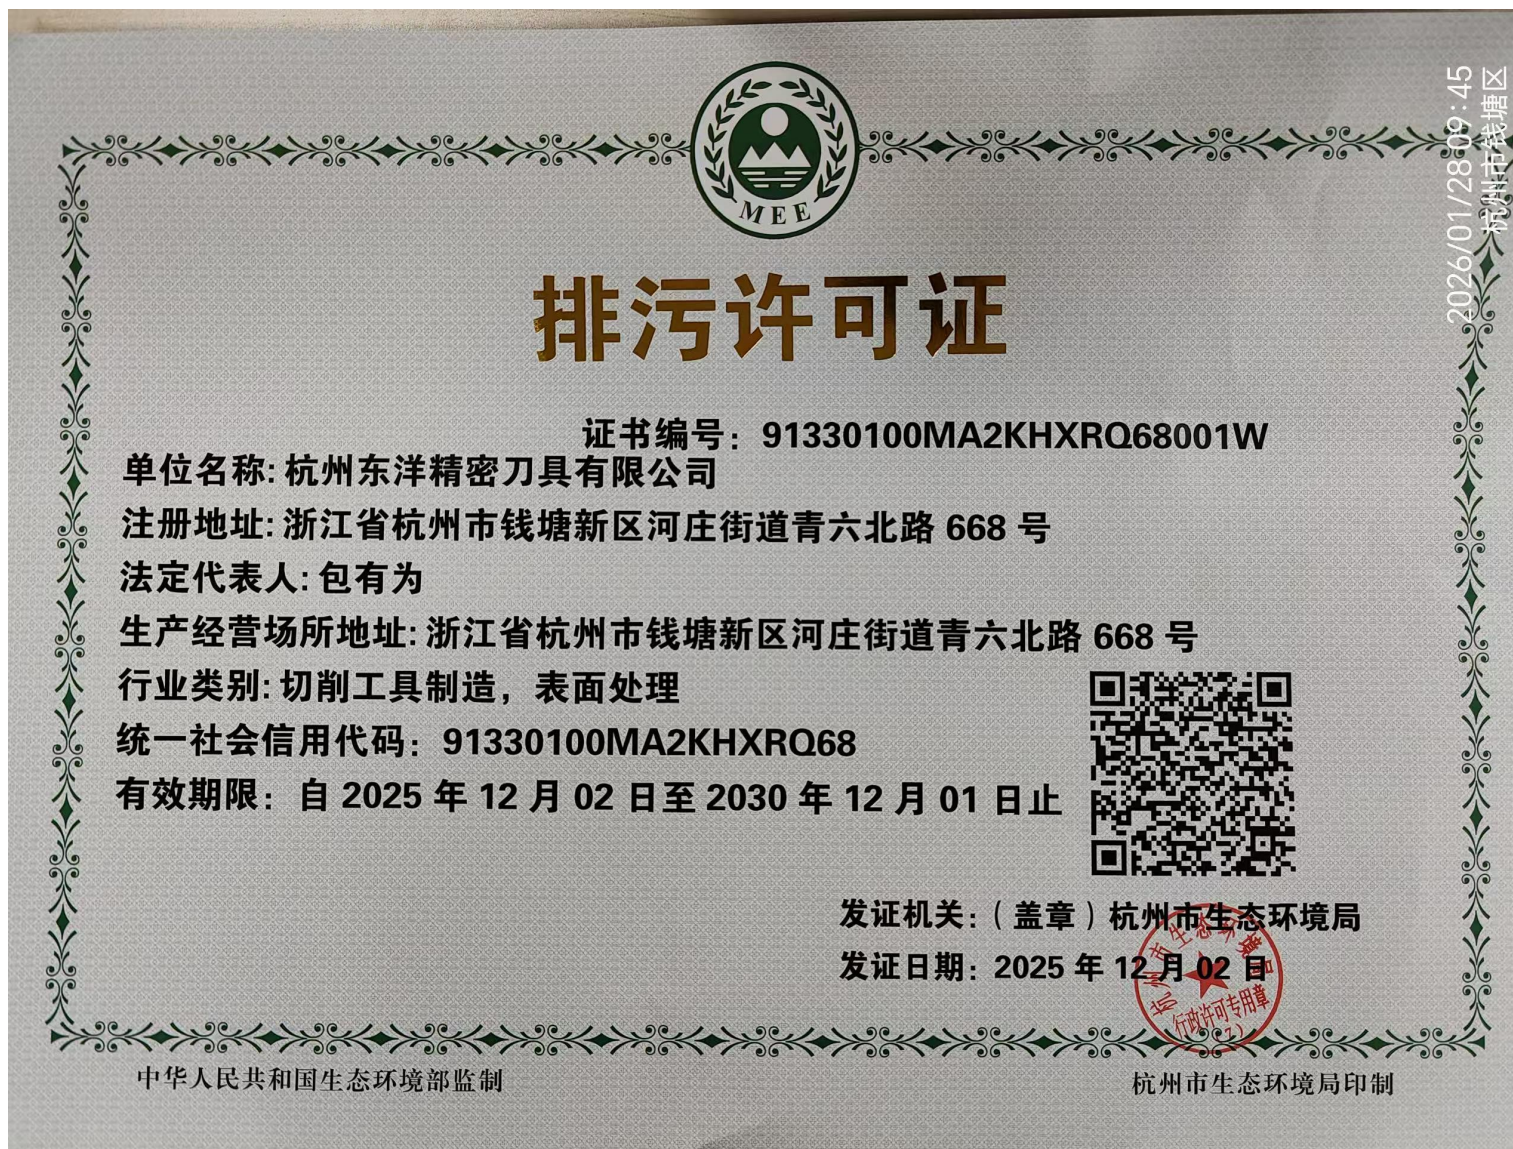 MEE
排污许可证
证书编号：91330100MA2KHXRQ68001W
单位名称:杭州东洋精密刀具有限公司
注册地址:浙江省杭州市钱塘新区河庄街道青六北路 668 号
法定代表人:包有为
生产经营场所地址:浙江省杭州市钱塘新区河庄街道青六北路 668 号
行业类别:切削工具制造，表面处理
统一社会信用代码：91330100MA2KHXRQ68
有效期限：自 2025 年 12 月 02 日至 2030 年 12 月 01 日止
发证机关：（盖章）杭州市生态环境局
发证日期：2025 年 12 月 02 日
杭州市生态环境局
行政许可专用章
中华人民共和国生态环境部监制
杭州市生态环境局印制
2026/01/28 09:45
杭州市钱塘区